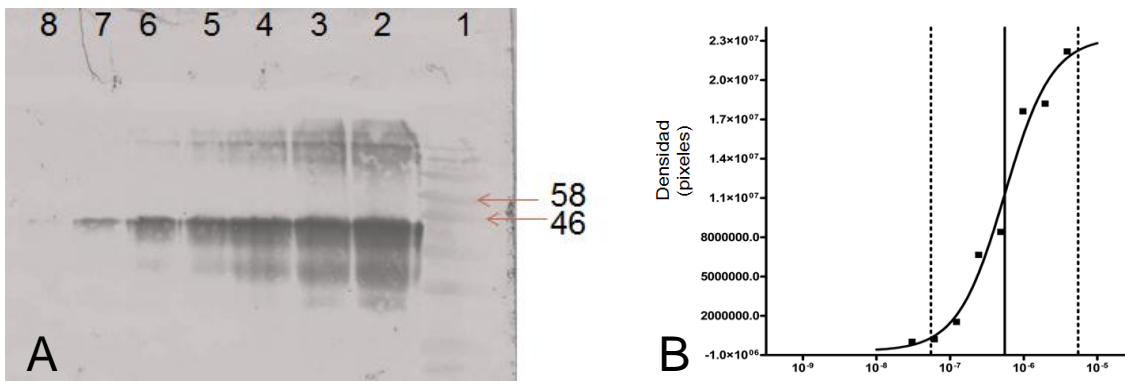 8 7 6 5 4 3 2 1
58
46
A
Densidad
(pixeles)
2.3×10⁰⁷
2.0×10⁰⁷
1.7×10⁰⁷
1.4×10⁰⁷
1.1×10⁰⁷
8000000.0
5000000.0
2000000.0
-1.0×10⁰⁶
10⁻⁹ 10⁻⁸ 10⁻⁷ 10⁻⁶ 10⁻⁵
B